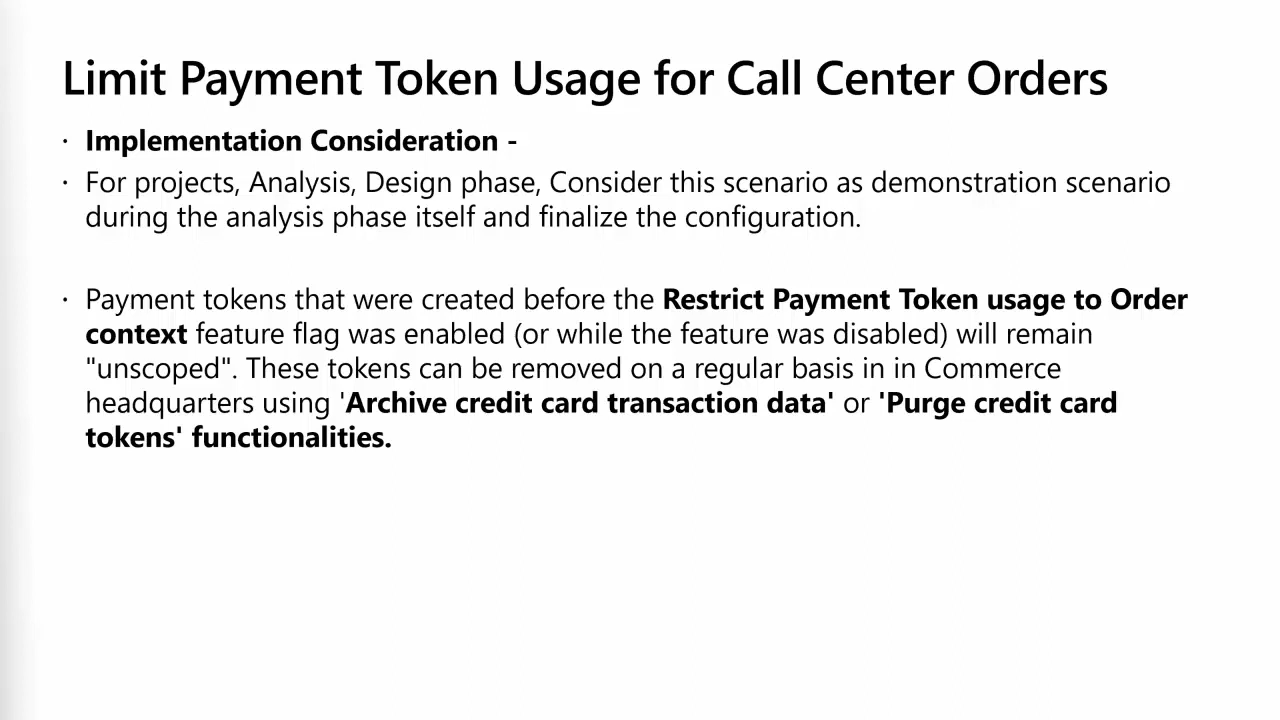 Limit Payment Token Usage for Call Center Orders
· Implementation Consideration -
· For projects, Analysis, Design phase, Consider this scenario as demonstration scenario
during the analysis phase itself and finalize the configuration.
· Payment tokens that were created before the Restrict Payment Token usage to Order
context feature flag was enabled (or while the feature was disabled) will remain
"unscoped". These tokens can be removed on a regular basis in in Commerce
headquarters using 'Archive credit card transaction data' or 'Purge credit card
tokens' functionalities.